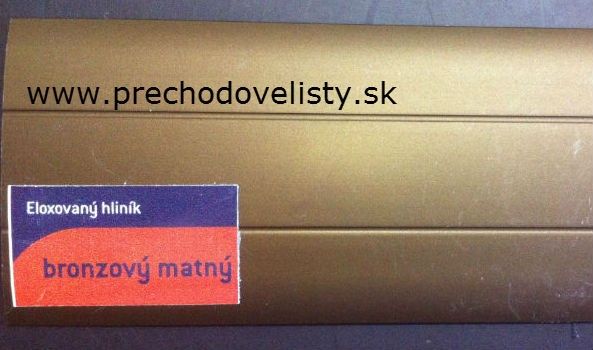 www.prechodovelisty.sk
Eloxovaný hliník
bronzový matný